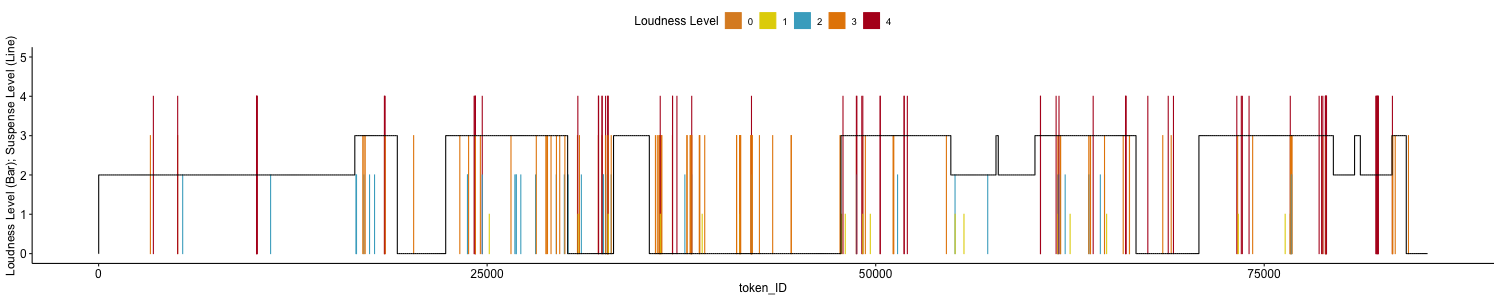 Loudness Level 0 1 2 3 4
Loudness Level (Bar); Suspense Level (Line)
5
4
3
2
1
0
0 25000 50000 75000
token_ID